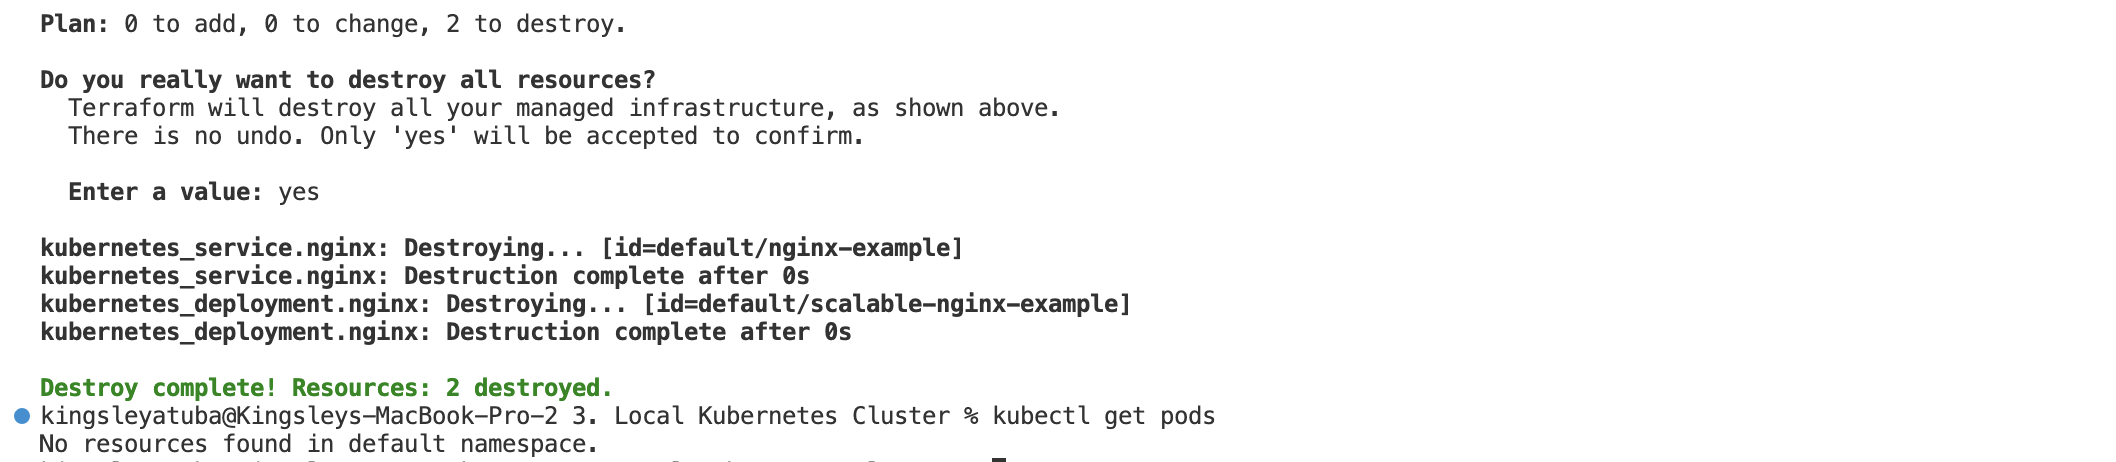 Plan: 0 to add, 0 to change, 2 to destroy.
Do you really want to destroy all resources?
Terraform will destroy all your managed infrastructure, as shown above.
There is no undo. Only 'yes' will be accepted to confirm.
Enter a value: yes
kubernetes_service.nginx: Destroying... [id=default/nginx-example]
kubernetes_service.nginx: Destruction complete after 0s
kubernetes_deployment.nginx: Destroying... [id=default/scalable-nginx-example]
kubernetes_deployment.nginx: Destruction complete after 0s
Destroy complete! Resources: 2 destroyed.
kingsleyatuba@Kingsleys-MacBook-Pro-2 3. Local Kubernetes Cluster % kubectl get pods
No resources found in default namespace.